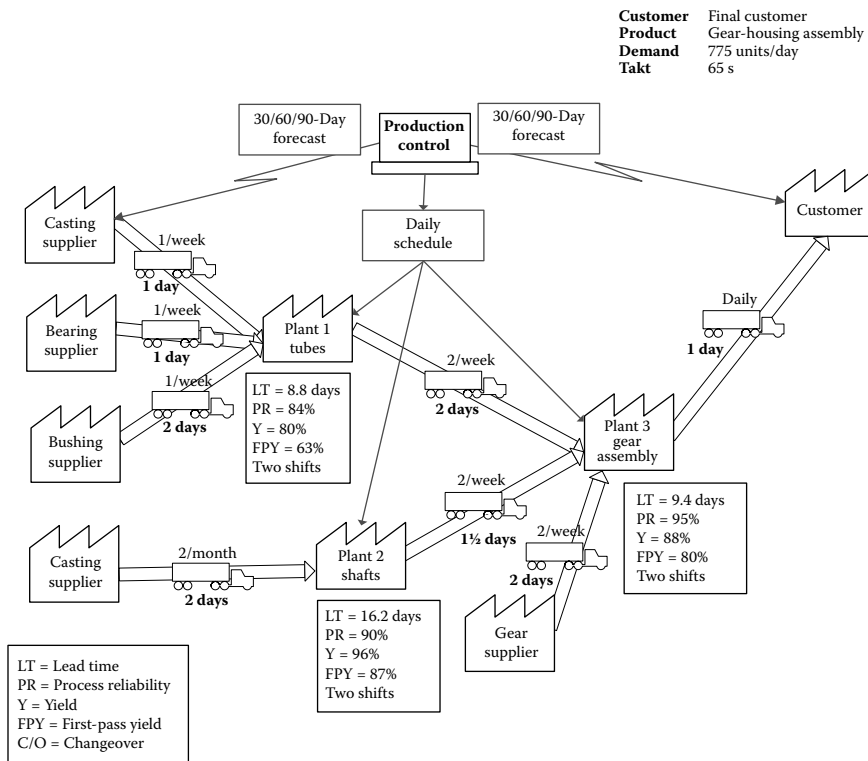 Customer Final customer
Product Gear-housing assembly
Demand 775 units/day
Takt 65 s
30/60/90-Day
forecast
Production
control
30/60/90-Day
forecast
Casting
supplier
Daily
schedule
Customer
1/week
1 day
Bearing
supplier
1/week
1 day
Plant 1
tubes
Daily
1 day
1/week
2 days
Bushing
supplier
LT = 8.8 days
PR = 84%
Y = 80%
FPY = 63%
Two shifts
2/week
2 days
Plant 3
gear
assembly
2/week
1½ days
LT = 9.4 days
PR = 95%
Y = 88%
FPY = 80%
Two shifts
Casting
supplier
2/month
2 days
Plant 2
shafts
2/week
2 days
LT = 16.2 days
PR = 90%
Y = 96%
FPY = 87%
Two shifts
Gear
supplier
LT = Lead time
PR = Process reliability
Y = Yield
FPY = First-pass yield
C/O = Changeover